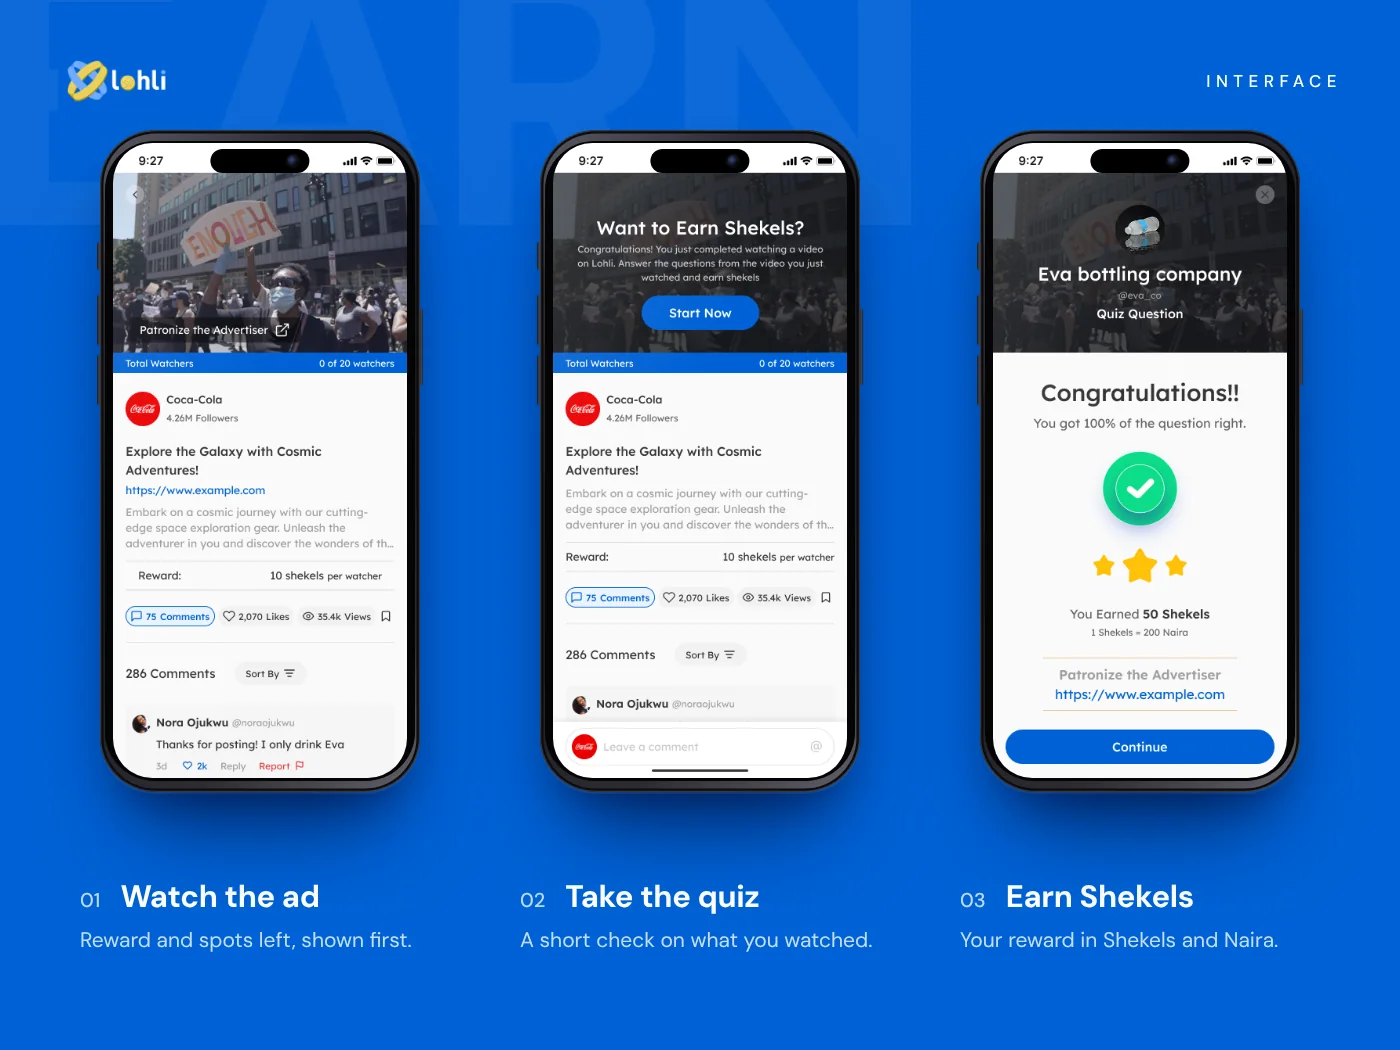 EARN
lohli
INTERFACE
9:27
ENOUGH
Patronize the Advertiser
Total Watchers 0 of 20 watchers
Coca-Cola
Coca-Cola
4.26M Followers
Explore the Galaxy with Cosmic
Adventures!
https://www.example.com
Embark on a cosmic journey with our cutting-
edge space exploration gear. Unleash the
adventurer in you and discover the wonders of th...
Reward: 10 shekels per watcher
75 Comments 2,070 Likes 35.4k Views
286 Comments Sort By
Nora Ojukwu @noraojukwu
Thanks for posting! I only drink Eva
3d 2k Reply Report
9:27
Want to Earn Shekels?
Congratulations! You just completed watching a video
on Lohli. Answer the questions from the video you just
watched and earn shekels
Start Now
Total Watchers 0 of 20 watchers
Coca-Cola
Coca-Cola
4.26M Followers
Explore the Galaxy with Cosmic
Adventures!
Embark on a cosmic journey with our cutting-
edge space exploration gear. Unleash the
adventurer in you and discover the wonders of th...
Reward: 10 shekels per watcher
75 Comments 2,070 Likes 35.4k Views
286 Comments Sort By
Nora Ojukwu @noraojukwu
Coca-Cola Leave a comment @
9:27
Eva bottling company
@eva_co
Quiz Question
Congratulations!!
You got 100% of the question right.
You Earned 50 Shekels
1 Shekels = 200 Naira
Patronize the Advertiser
https://www.example.com
Continue
01 Watch the ad
Reward and spots left, shown first.
02 Take the quiz
A short check on what you watched.
03 Earn Shekels
Your reward in Shekels and Naira.